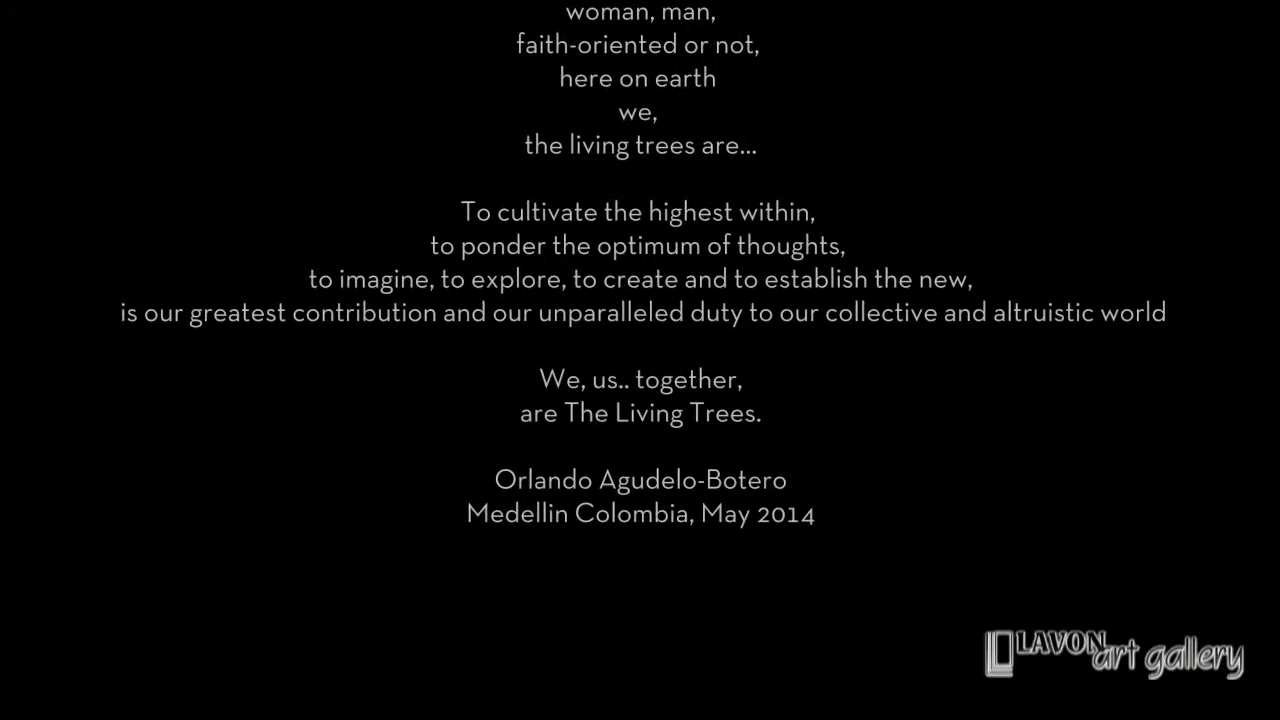 woman, man,
faith-oriented or not,
here on earth
we,
the living trees are...
To cultivate the highest within,
to ponder the optimum of thoughts,
to imagine, to explore, to create and to establish the new,
is our greatest contribution and our unparalleled duty to our collective and altruistic world
We, us.. together,
are The Living Trees.
Orlando Agudelo-Botero
Medellin Colombia, May 2014
LAVON art gallery